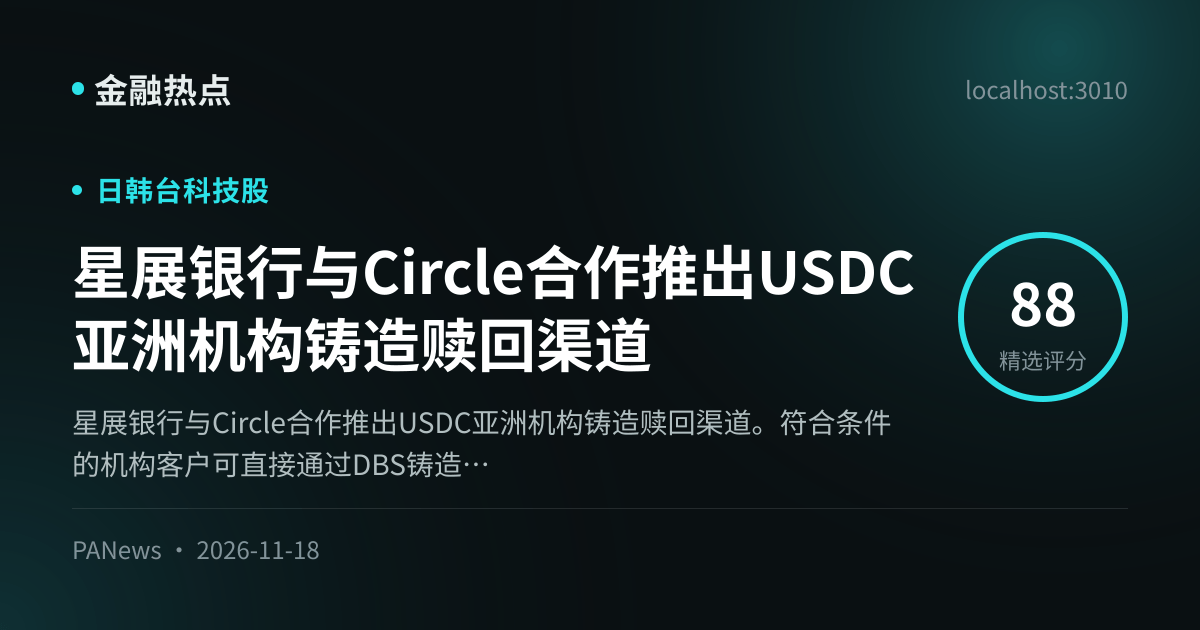 金融热点
localhost:3010
日韩台科技股
星展银行与Circle合作推出USDC
亚洲机构铸造赎回渠道
88
精选评分
星展银行与Circle合作推出USDC亚洲机构铸造赎回渠道。符合条件
的机构客户可直接通过DBS铸造…
PANews • 2026-11-18